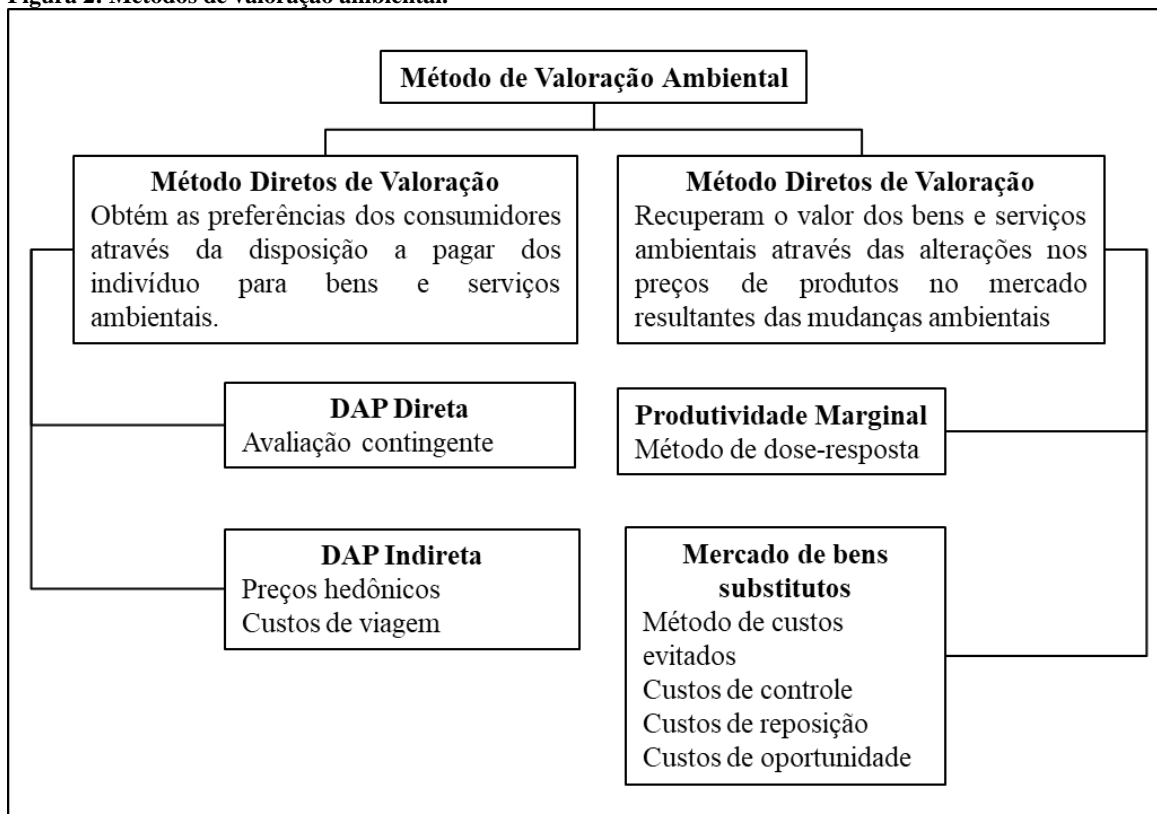 Figura 2: Métodos de valoração ambiental.
Método de Valoração Ambiental
Método Diretos de Valoração
Obtém as preferências dos consumidores
através da disposição a pagar dos
indivíduo para bens e serviços
ambientais.
Método Diretos de Valoração
Recuperam o valor dos bens e serviços
ambientais através das alterações nos
preços de produtos no mercado
resultantes das mudanças ambientais
DAP Direta
Avaliação contingente
Produtividade Marginal
Método de dose-resposta
DAP Indireta
Preços hedônicos
Custos de viagem
Mercado de bens
substitutos
Método de custos
evitados
Custos de controle
Custos de reposição
Custos de oportunidade